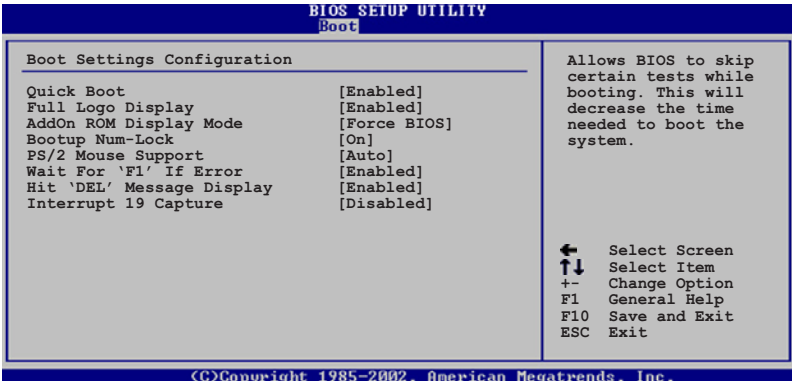 BIOS SETUP UTILITY
Boot
Boot Settings Configuration
Quick Boot [Enabled]
Full Logo Display [Enabled]
AddOn ROM Display Mode [Force BIOS]
Bootup Num-Lock [On]
PS/2 Mouse Support [Auto]
Wait For ‘F1’ If Error [Enabled]
Hit ‘DEL’ Message Display [Enabled]
Interrupt 19 Capture [Disabled]
Allows BIOS to skip
certain tests while
booting. This will
decrease the time
needed to boot the
system.
← Select Screen
↑↓ Select Item
+- Change Option
F1 General Help
F10 Save and Exit
ESC Exit
(C)Copyright 1985-2002, American Megatrends, Inc.